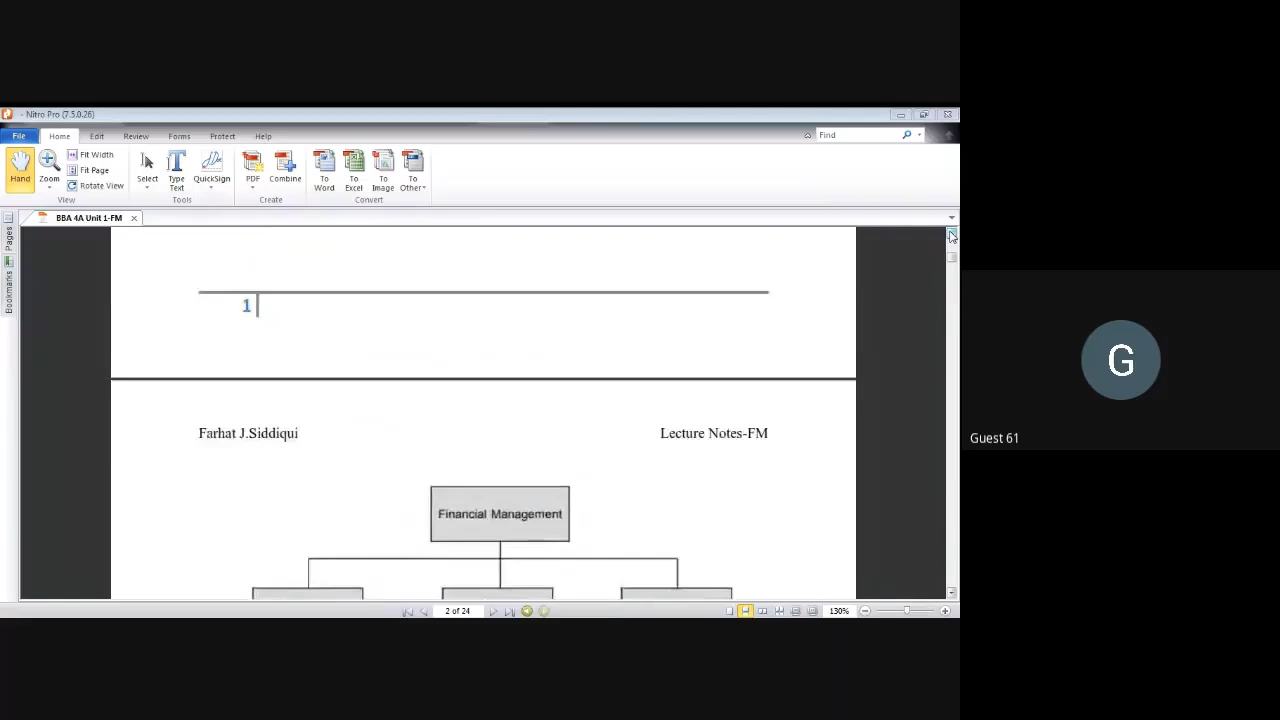 - Nitro Pro (7.5.0.26)
File Home Edit Review Forms Protect Help Find
Hand Zoom Fit Width Fit Page Rotate View Select Type Text QuickSign PDF Combine To Word To Excel To Image To Other
View Tools Create Convert
BBA 4A Unit 1-FM
Pages
Bookmarks
1
Farhat J.Siddiqui Lecture Notes-FM
Financial Management
2 of 24 130%
G
Guest 61